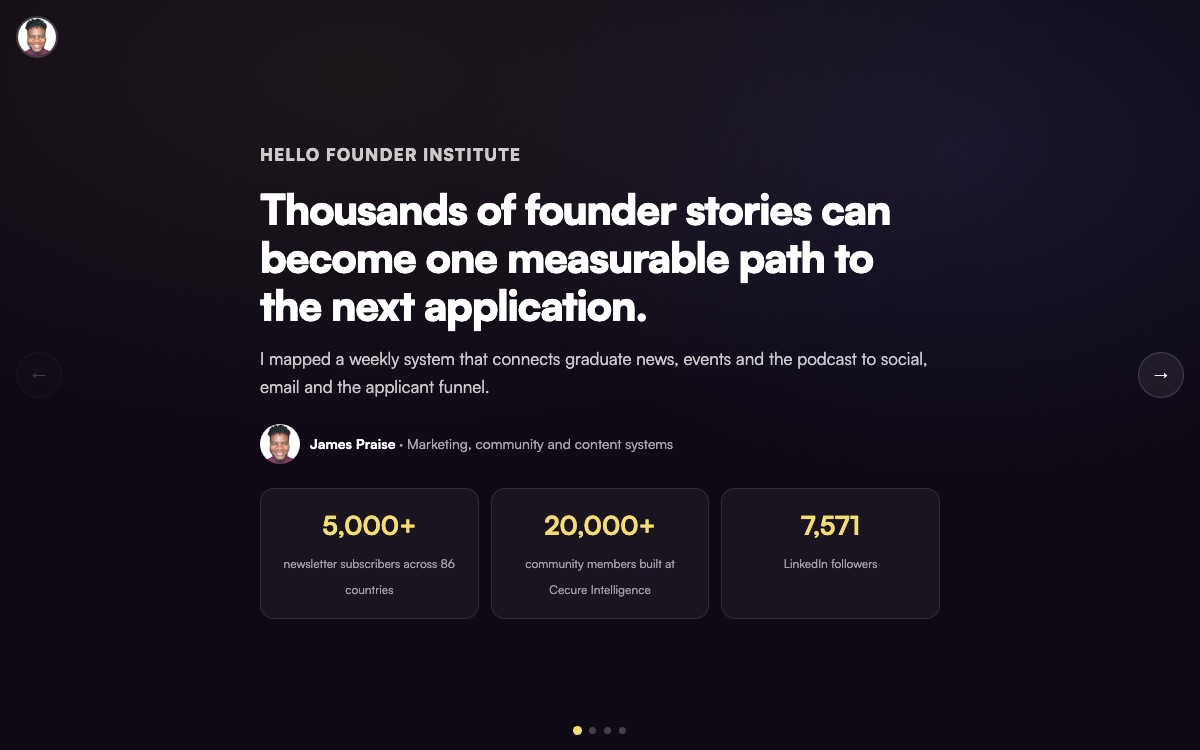 HELLO FOUNDER INSTITUTE
Thousands of founder stories can
become one measurable path to
the next application.
I mapped a weekly system that connects graduate news, events and the podcast to social,
email and the applicant funnel.
←
→
James Praise · Marketing, community and content systems
5,000+
newsletter subscribers across 86
countries
20,000+
community members built at
Cecure Intelligence
7,571
LinkedIn followers